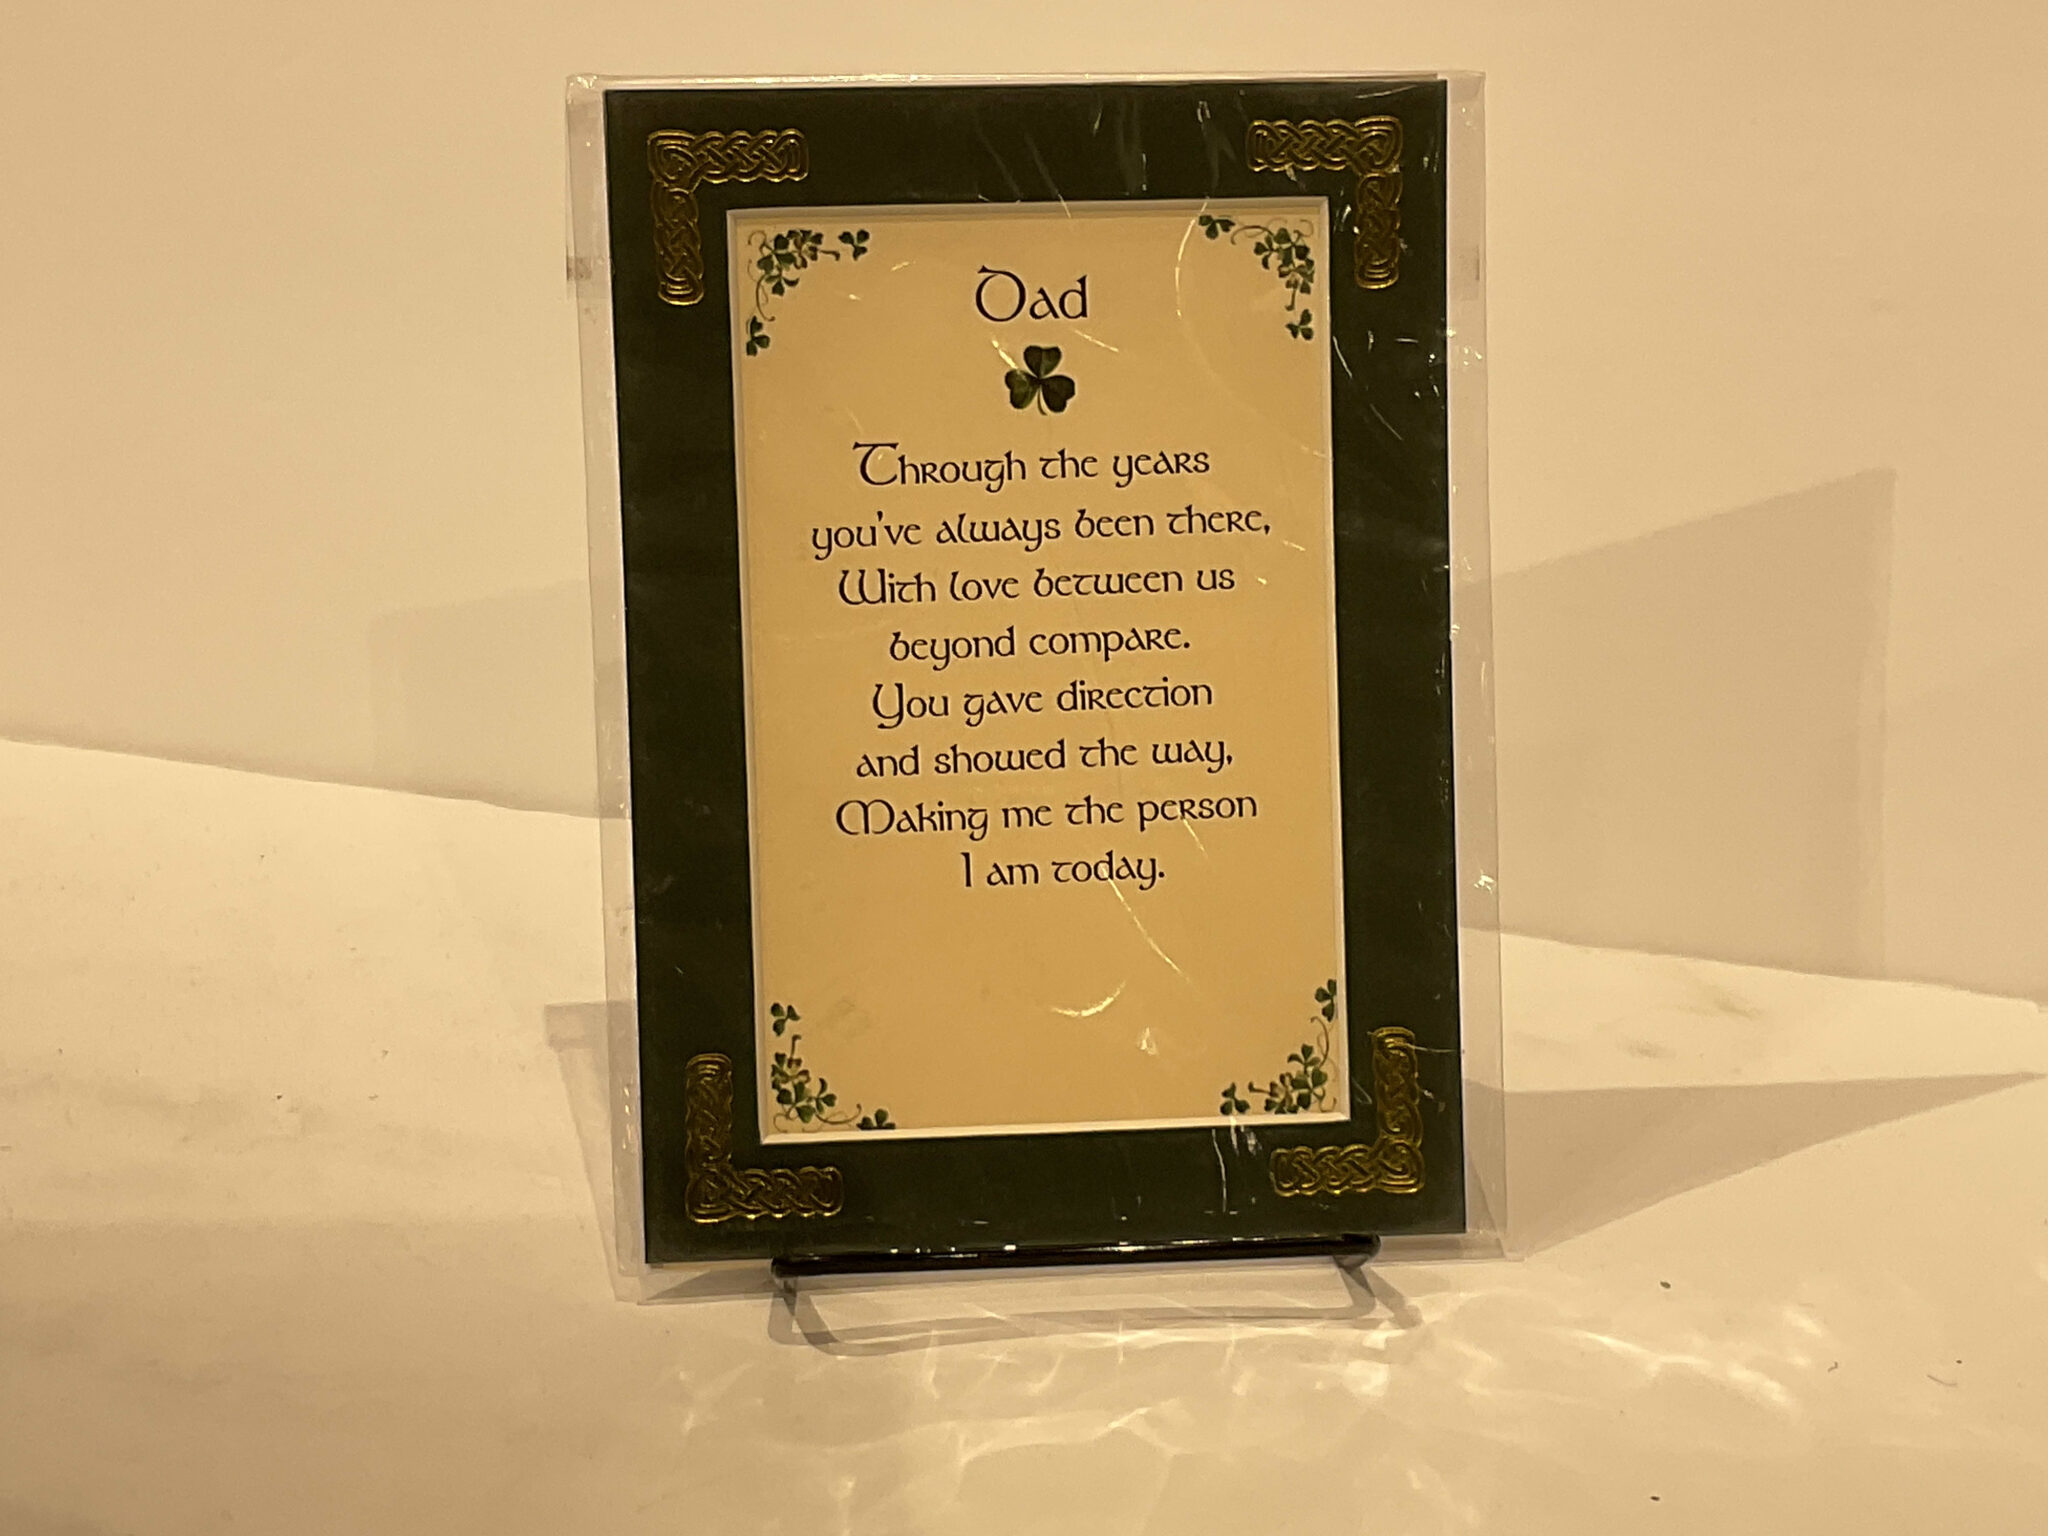 Dad
Through the years
you've always been there,
With love between us
beyond compare.
You gave direction
and showed the way,
Making me the person
I am today.